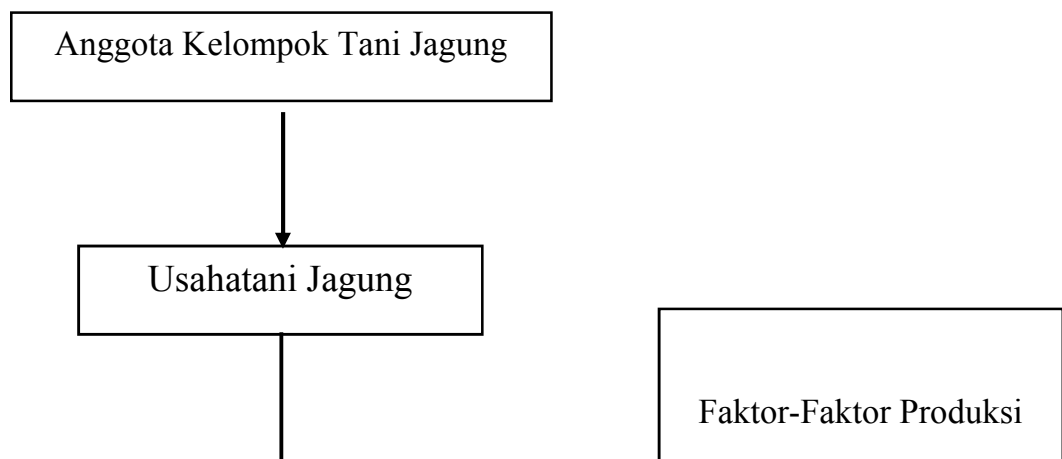 Anggota Kelompok Tani Jagung
Usahatani Jagung
Faktor-Faktor Produksi